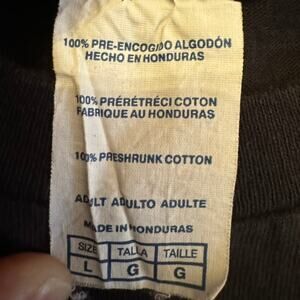 100% PRE-ENCOGIDO ALGODÓN
HECHO EN HONDURAS
100% PRÉRÉTRÉCI COTON
FABRIQUE AU HONDURAS
100% PRESHRUNK COTTON
ADULT ADULTO ADULTE
MADE IN HONDURAS
SIZE TALLA TAILLE
L G G